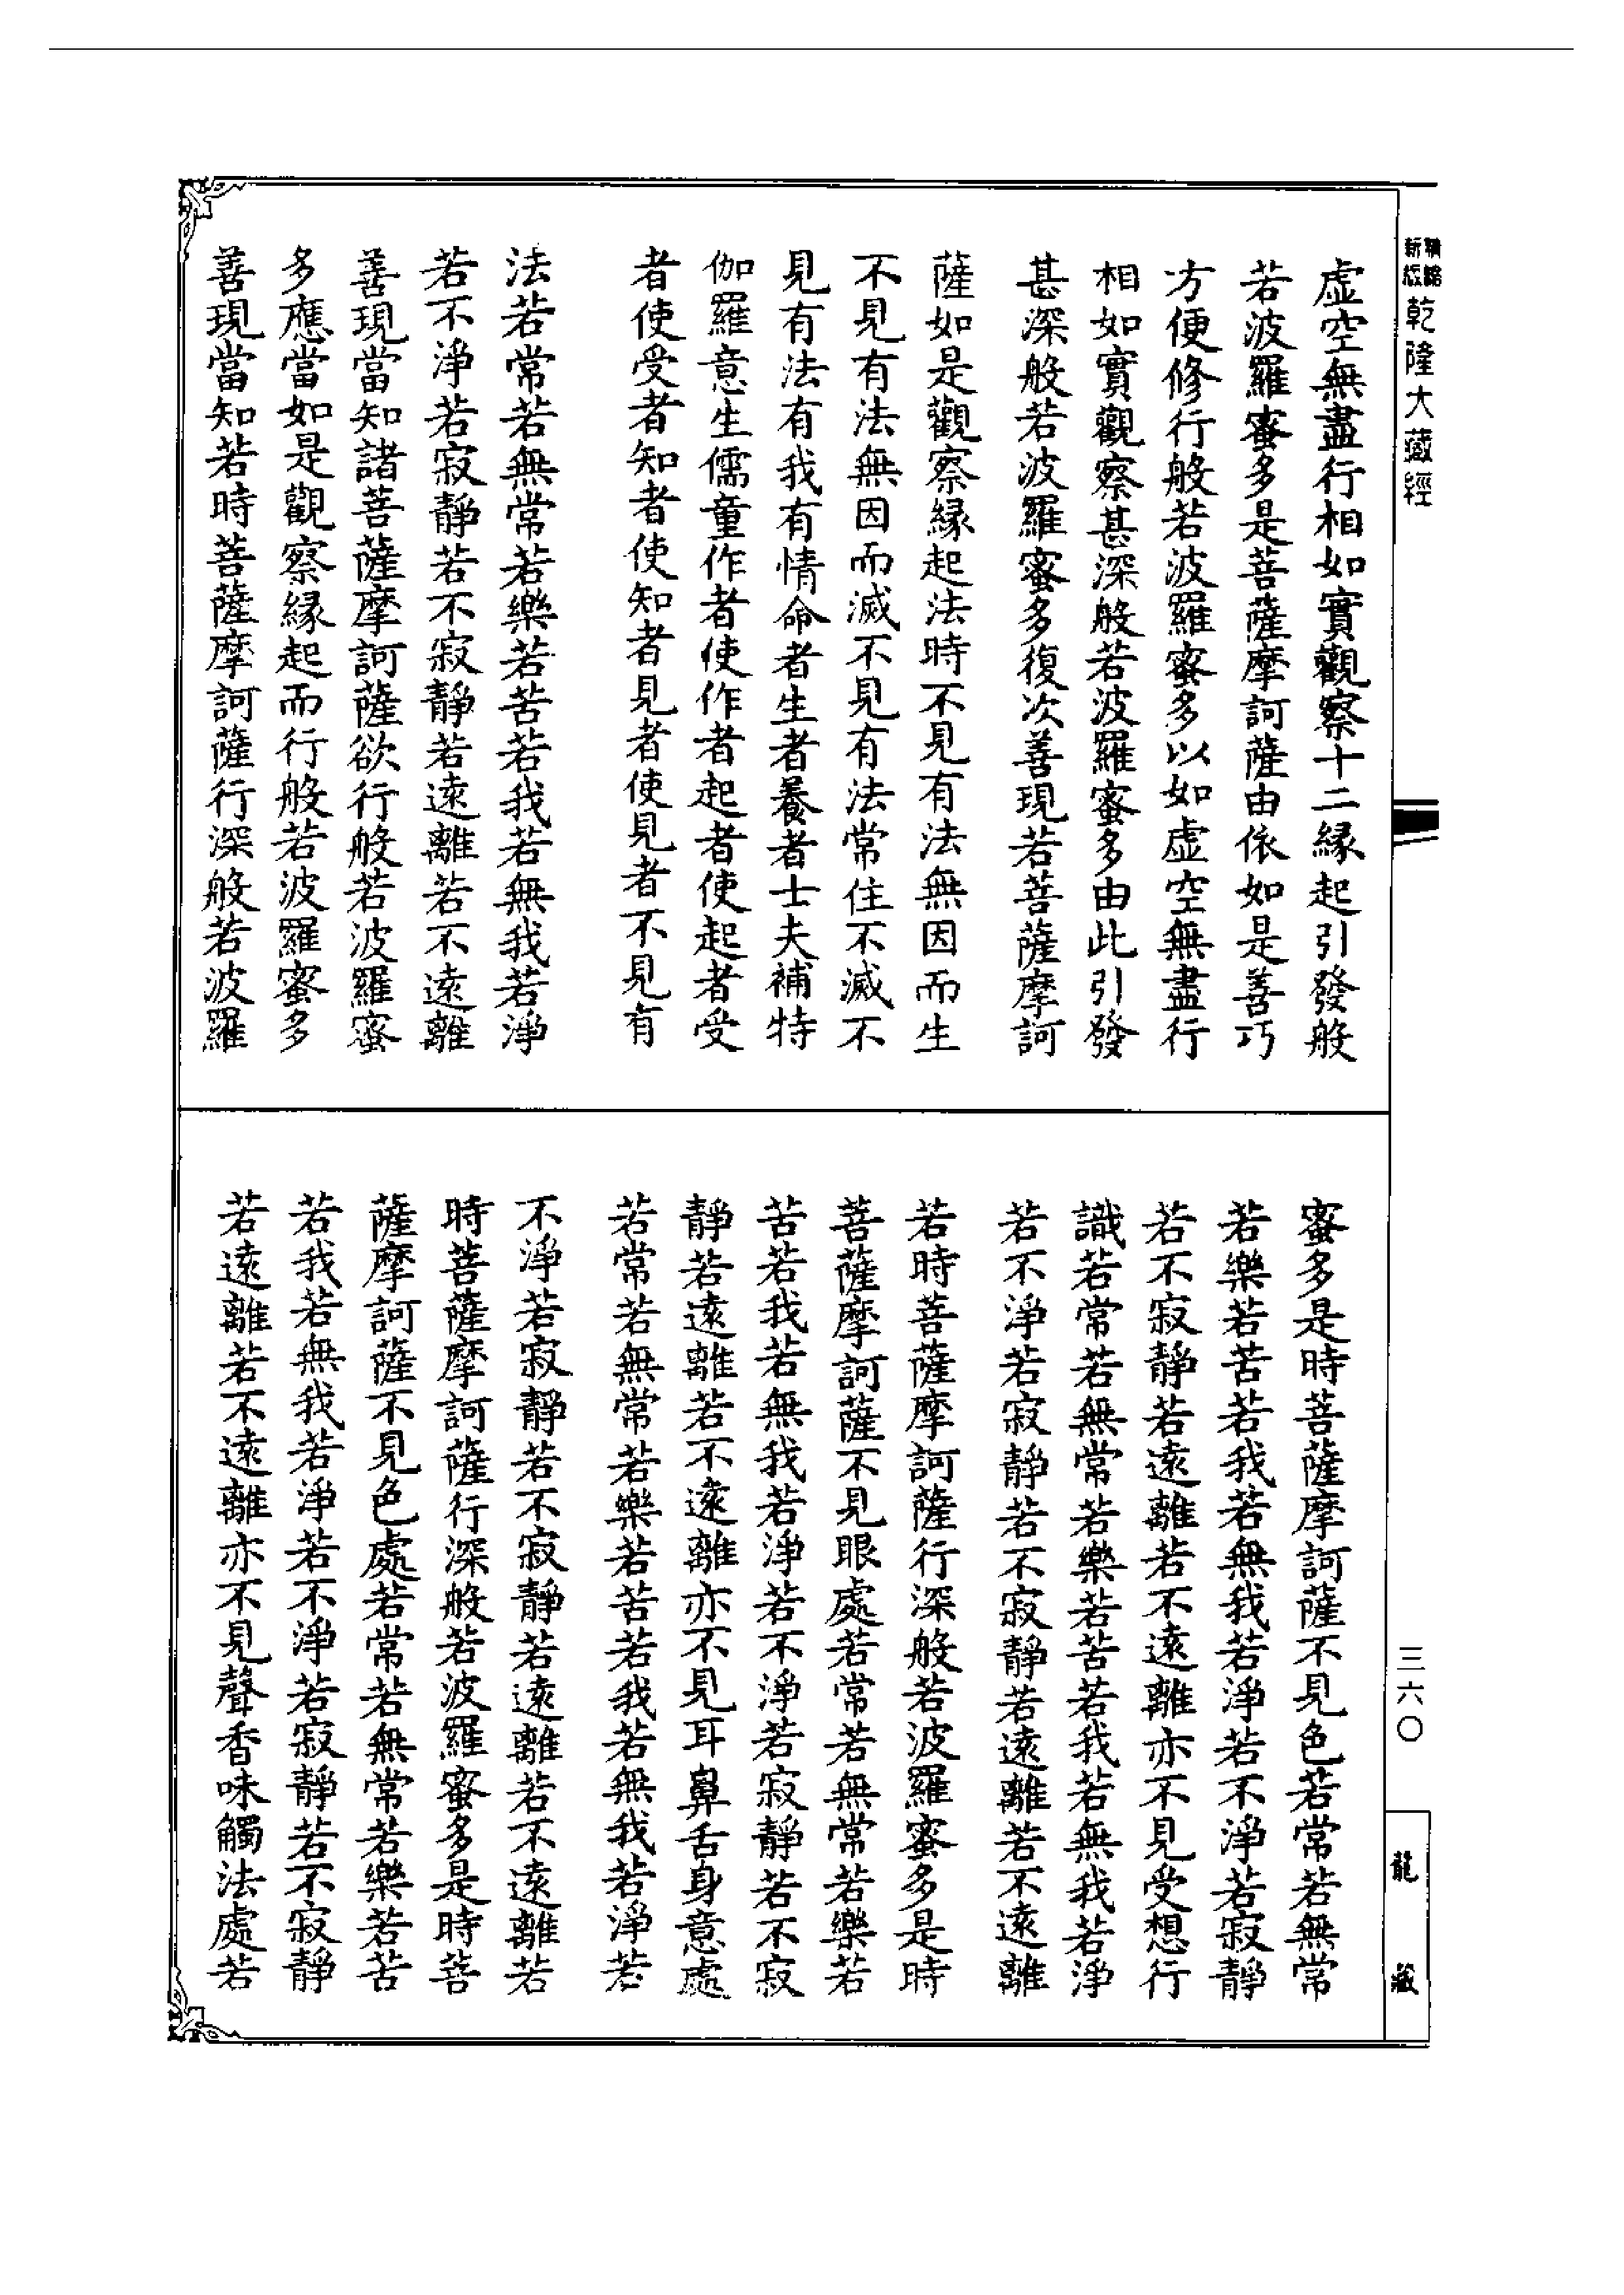 新版
精縮
乾隆大藏經
虛空無盡行相如實觀察十二緣起引發般
若波羅蜜多是菩薩摩訶薩由依如是善巧
方便修行般若波羅蜜多以如虛空無盡行
相如實觀察甚深般若波羅蜜多由此引發
甚深般若波羅蜜多復次善現若菩薩摩訶
薩如是觀察緣起法時不見有法無因而生
不見有法無因而滅不見有法常住不滅不
見有法有我有情命者生者養者士夫補特
伽羅意生儒童作者使作者起者使起者受
者使受者知者使知者見者使見者不見有
法若常若無常若樂若苦若我若無我若淨
若不淨若寂靜若不寂靜若遠離若不遠離
善現當知諸菩薩摩訶薩欲行般若波羅蜜
多應當如是觀察緣起而行般若波羅蜜多
善現當知若時菩薩摩訶薩行深般若波羅
蜜多是時菩薩摩訶薩不見色若常若無常
若樂若苦若我若無我若淨若不淨若寂靜
若不寂靜若遠離若不遠離亦不見受想行
識若常若無常若樂若苦若我若無我若淨
若不淨若寂靜若不寂靜若遠離若不遠離
若時菩薩摩訶薩行深般若波羅蜜多是時
菩薩摩訶薩不見眼處若常若無常若樂若
苦若我若無我若淨若不淨若寂靜若不寂
靜若遠離若不遠離亦不見耳鼻舌身意處
若常若無常若樂若苦若我若無我若淨若
不淨若寂靜若不寂靜若遠離若不遠離若
時菩薩摩訶薩行深般若波羅蜜多是時菩
薩摩訶薩不見色處若常若無常若樂若苦
若我若無我若淨若不淨若寂靜若不寂靜
若遠離若不遠離亦不見聲香味觸法處若
三六〇
龍藏